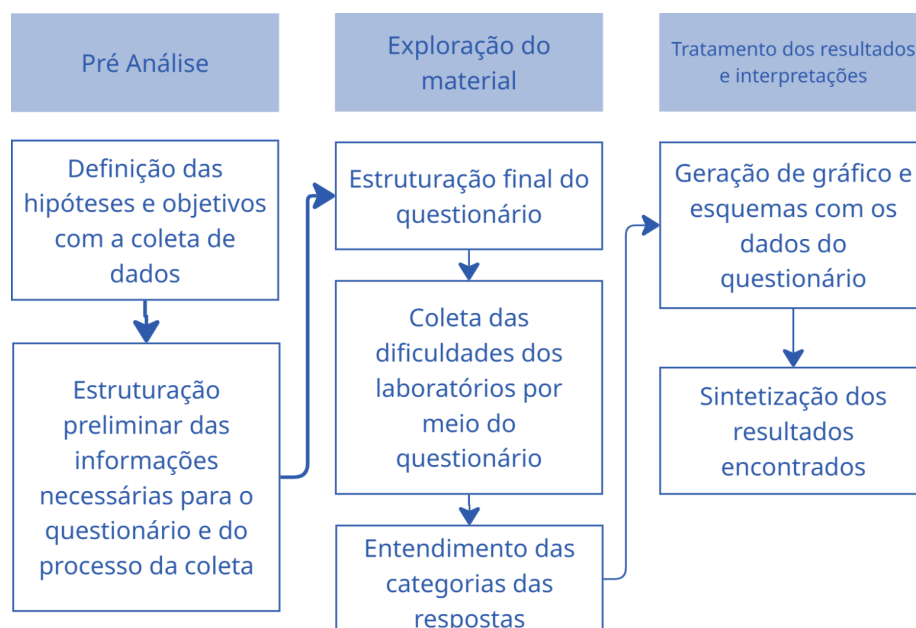 Pré Análise
Exploração do
material
Tratamento dos resultados
e interpretações
Definição das
hipóteses e objetivos
com a coleta de
dados
Estruturação
preliminar das
informações
necessárias para o
questionário e do
processo da coleta
Estruturação final do
questionário
Coleta das
dificuldades dos
laboratórios por
meio do
questionário
Entendimento das
categorias das
respostas
Geração de gráfico e
esquemas com os
dados do
questionário
Sintetização dos
resultados
encontrados